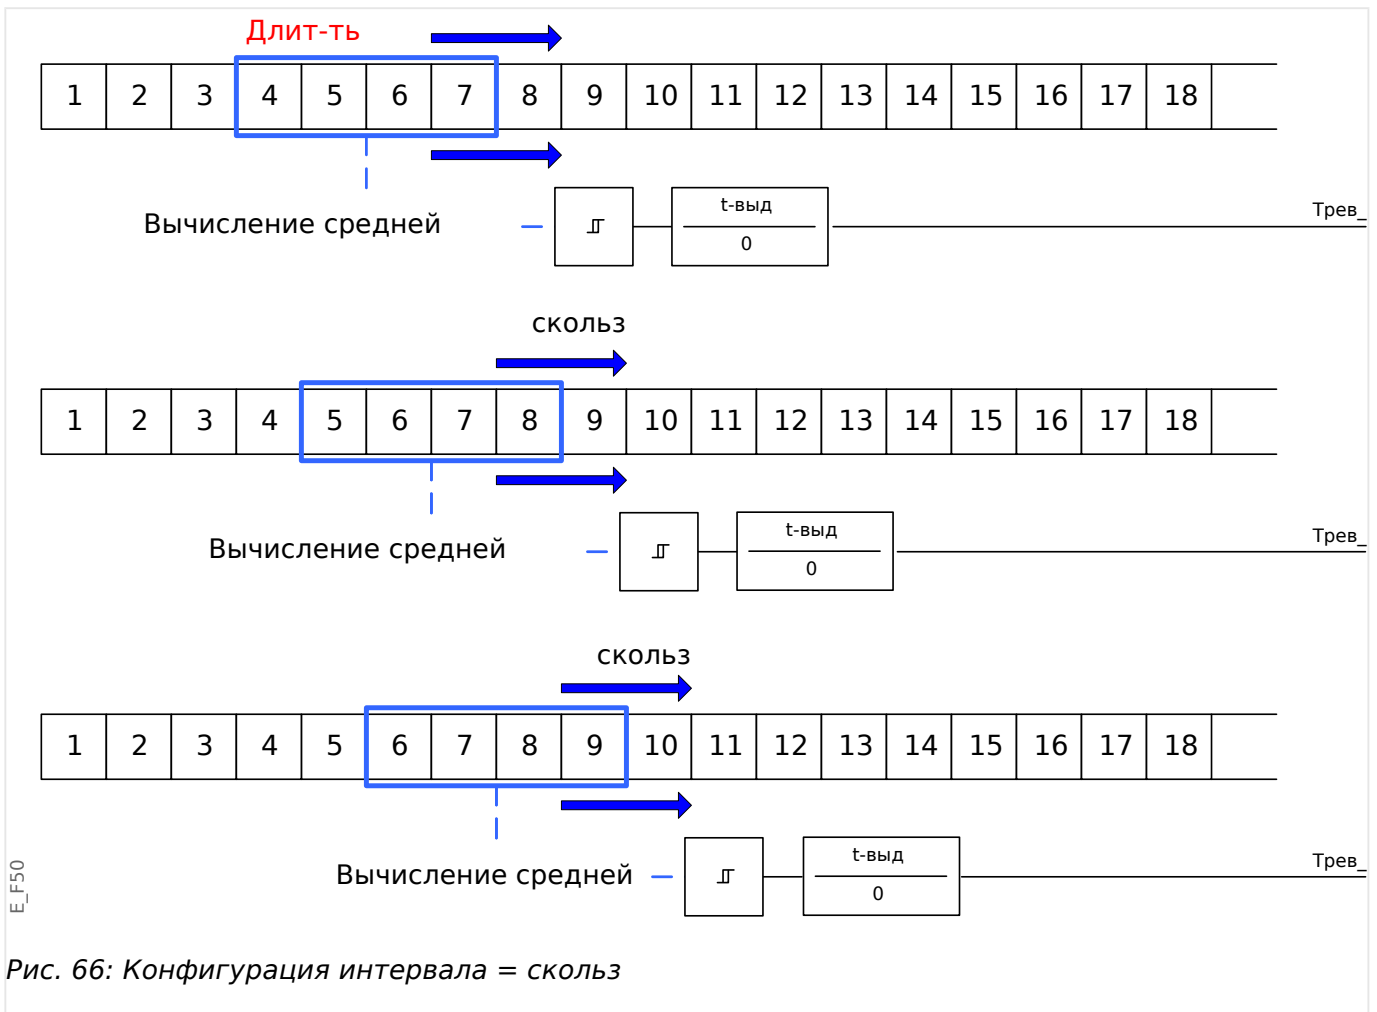 Длит-ть
1 2 3 4 5 6 7 8 9 10 11 12 13 14 15 16 17 18
t-выд
Трев_
Вычисление средней
0
скольз
1 2 3 4 5 6 7 8 9 10 11 12 13 14 15 16 17 18
t-выд
Трев_
Вычисление средней
0
скольз
1 2 3 4 5 6 7 8 9 10 11 12 13 14 15 16 17 18
t-выд
Трев_
Вычисление средней
0
E_F50
Рис. 66: Конфигурация интервала = скольз